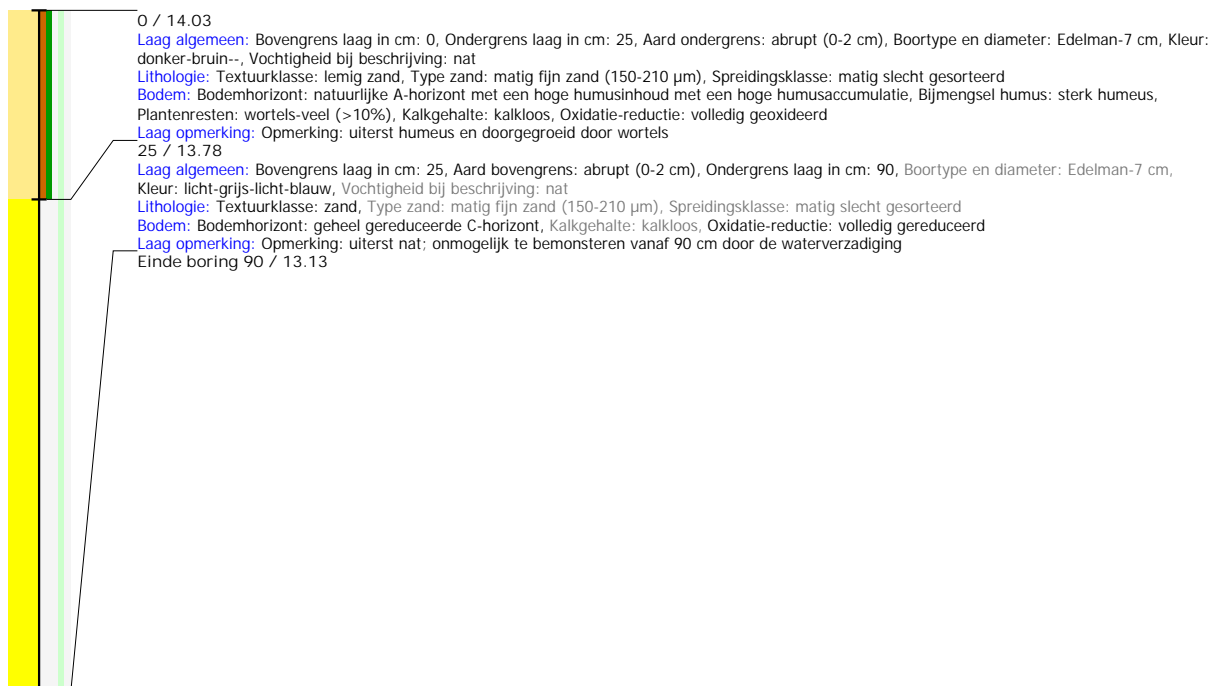 0 / 14.03
Laag algemeen: Bovengrens laag in cm: 0, Ondergrens laag in cm: 25, Aard ondergrens: abrupt (0-2 cm), Boortype en diameter: Edelman-7 cm, Kleur:
donker-bruin--, Vochtigheid bij beschrijving: nat
Lithologie: Textuurklasse: lemig zand, Type zand: matig fijn zand (150-210 µm), Spreidingsklasse: matig slecht gesorteerd
Bodem: Bodemhorizont: natuurlijke A-horizont met een hoge humusinhoud met een hoge humusaccumulatie, Bijmengsel humus: sterk humeus,
Plantenresten: wortels-veel (>10%), Kalkgehalte: kalkloos, Oxidatie-reductie: volledig geoxideerd
Laag opmerking: Opmerking: uiterst humeus en doorgegroeid door wortels
25 / 13.78
Laag algemeen: Bovengrens laag in cm: 25, Aard bovengrens: abrupt (0-2 cm), Ondergrens laag in cm: 90, Boortype en diameter: Edelman-7 cm,
Kleur: licht-grijs-licht-blauw, Vochtigheid bij beschrijving: nat
Lithologie: Textuurklasse: zand, Type zand: matig fijn zand (150-210 µm), Spreidingsklasse: matig slecht gesorteerd
Bodem: Bodemhorizont: geheel gereduceerde C-horizont, Kalkgehalte: kalkloos, Oxidatie-reductie: volledig gereduceerd
Laag opmerking: Opmerking: uiterst nat; onmogelijk te bemonsteren vanaf 90 cm door de waterverzadiging
Einde boring 90 / 13.13